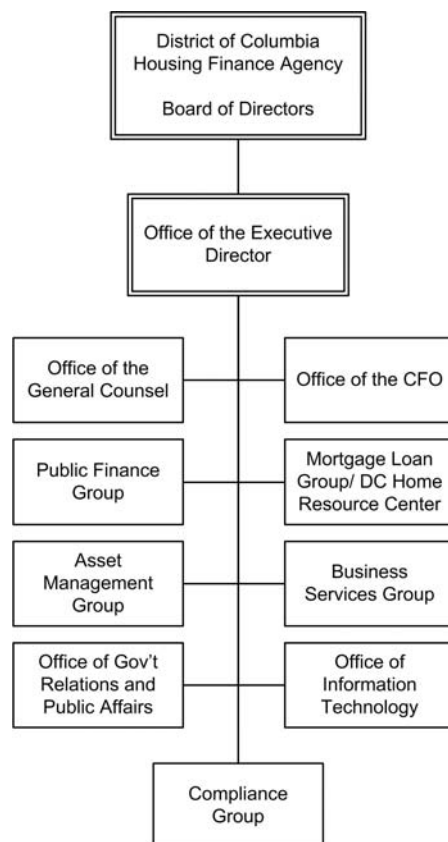 District of Columbia
Housing Finance Agency
Board of Directors
Office of the Executive
Director
Office of the
General Counsel
Office of the CFO
Public Finance
Group
Mortgage Loan
Group/ DC Home
Resource Center
Asset
Management
Group
Business
Services Group
Office of Gov't
Relations and
Public Affairs
Office of
Information
Technology
Compliance
Group